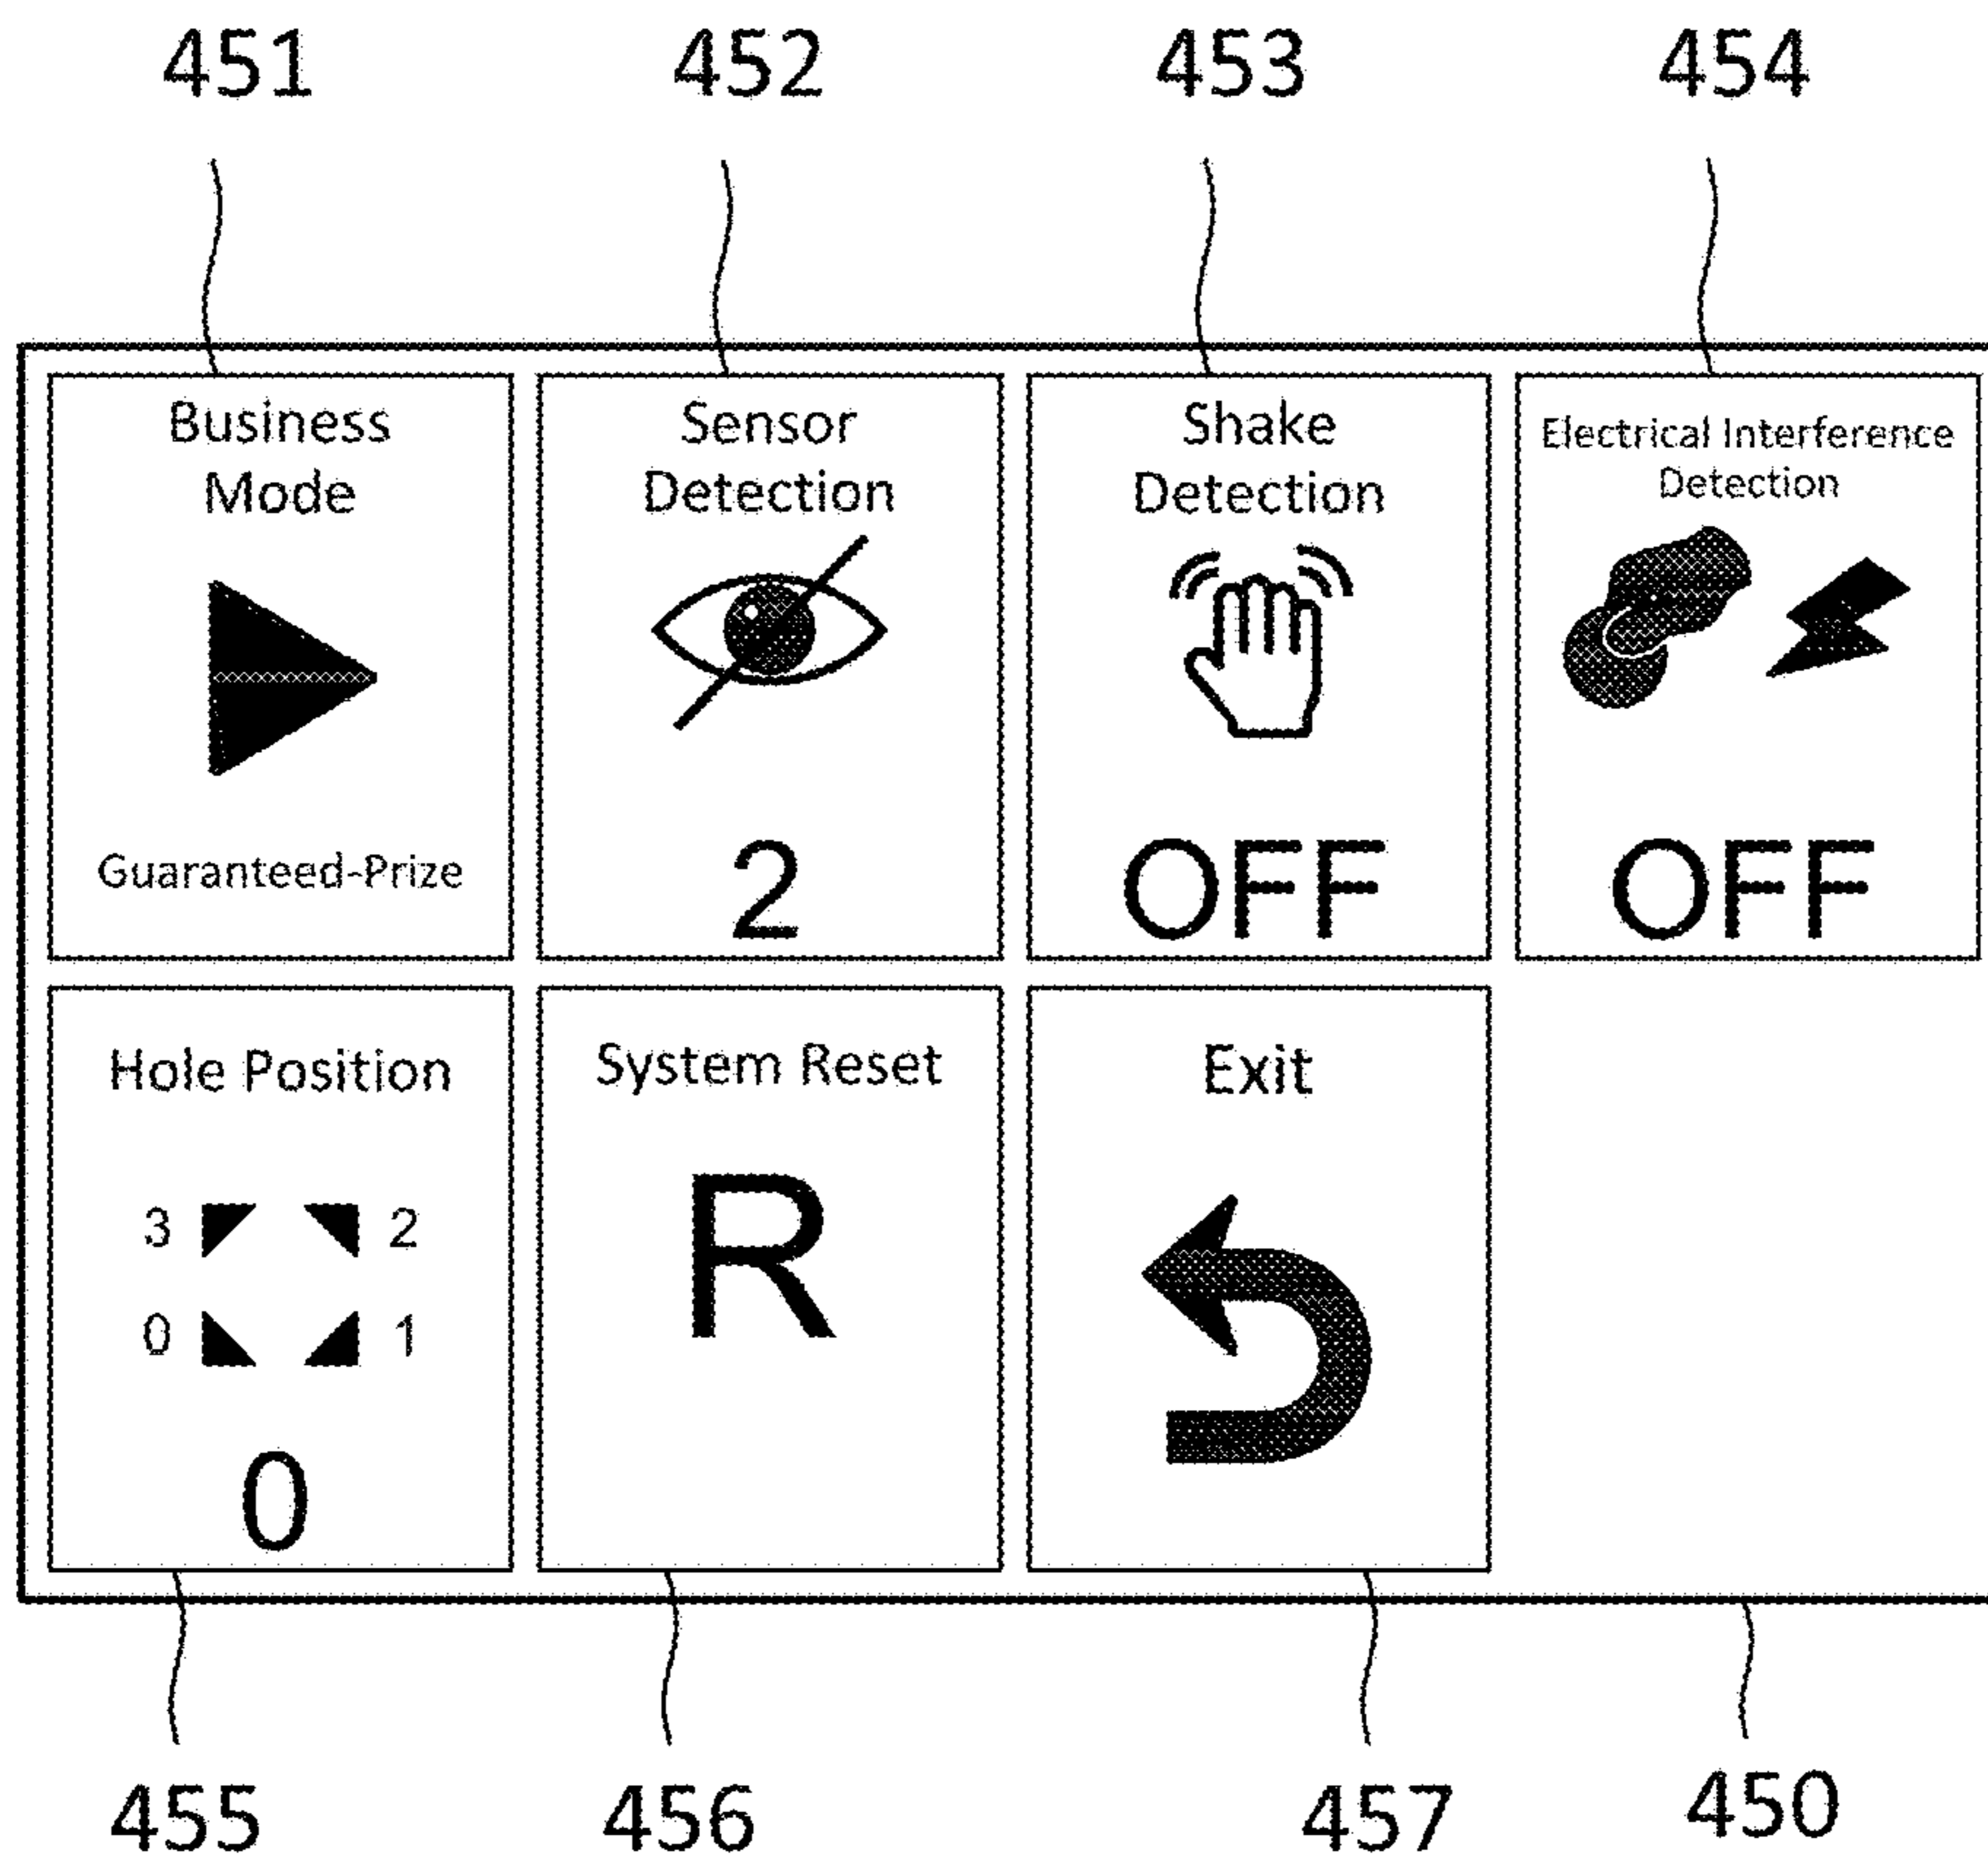 451 452 453 454
Business
Mode
Guaranteed-Prize
Sensor
Detection
2
Shake
Detection
OFF
Electrical Interference
Detection
OFF
Hole Position
3 2
0 1
0
System Reset
R
Exit
455 456 457 450